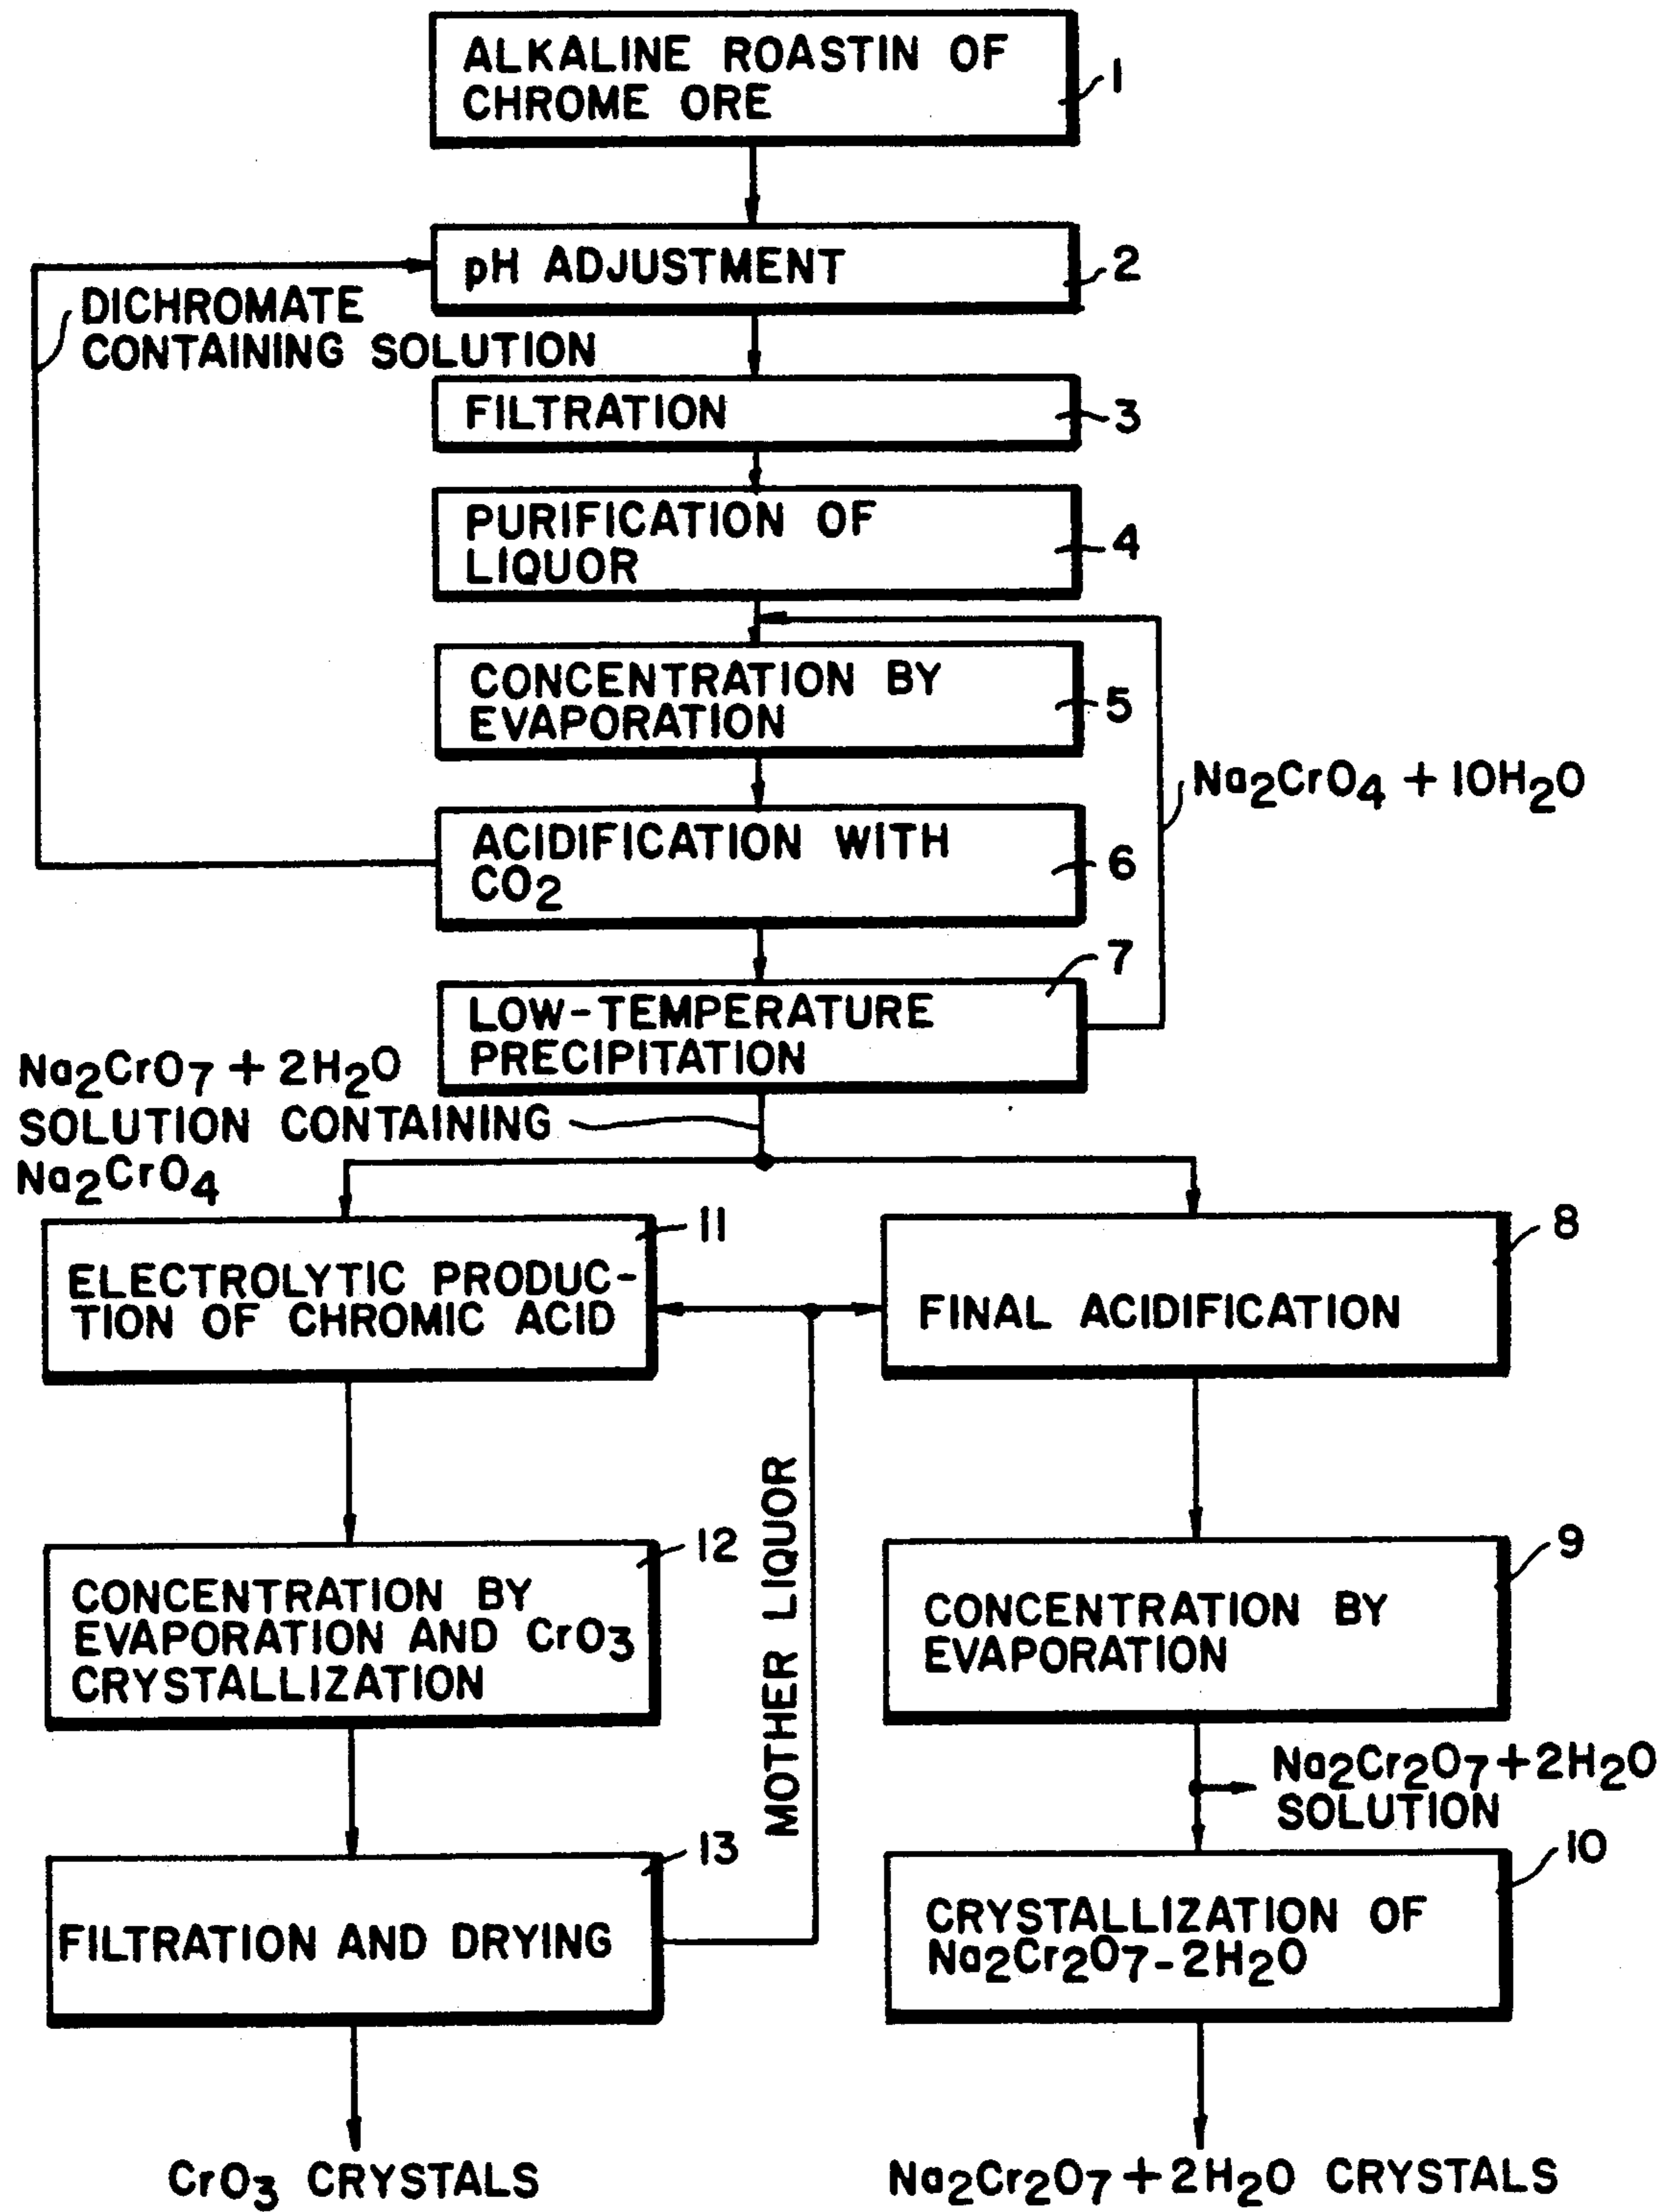 ALKALINE ROASTIN OF
CHROME ORE
1
pH ADJUSTMENT
2
DICHROMATE
CONTAINING SOLUTION
FILTRATION
3
PURIFICATION OF
LIQUOR
4
CONCENTRATION BY
EVAPORATION
5
Na2CrO4 + 10H2O
ACIDIFICATION WITH
CO2
6
LOW-TEMPERATURE
PRECIPITATION
7
Na2CrO7 + 2H2O
SOLUTION CONTAINING
Na2CrO4
ELECTROLYTIC PRODUC-
TION OF CHROMIC ACID
11
FINAL ACIDIFICATION
8
MOTHER LIQUOR
CONCENTRATION BY
EVAPORATION AND CrO3
CRYSTALLIZATION
12
CONCENTRATION BY
EVAPORATION
9
Na2Cr2O7+2H2O
SOLUTION
FILTRATION AND DRYING
13
CRYSTALLIZATION OF
Na2Cr2O7-2H2O
10
CrO3 CRYSTALS
Na2Cr2O7+2H2O CRYSTALS